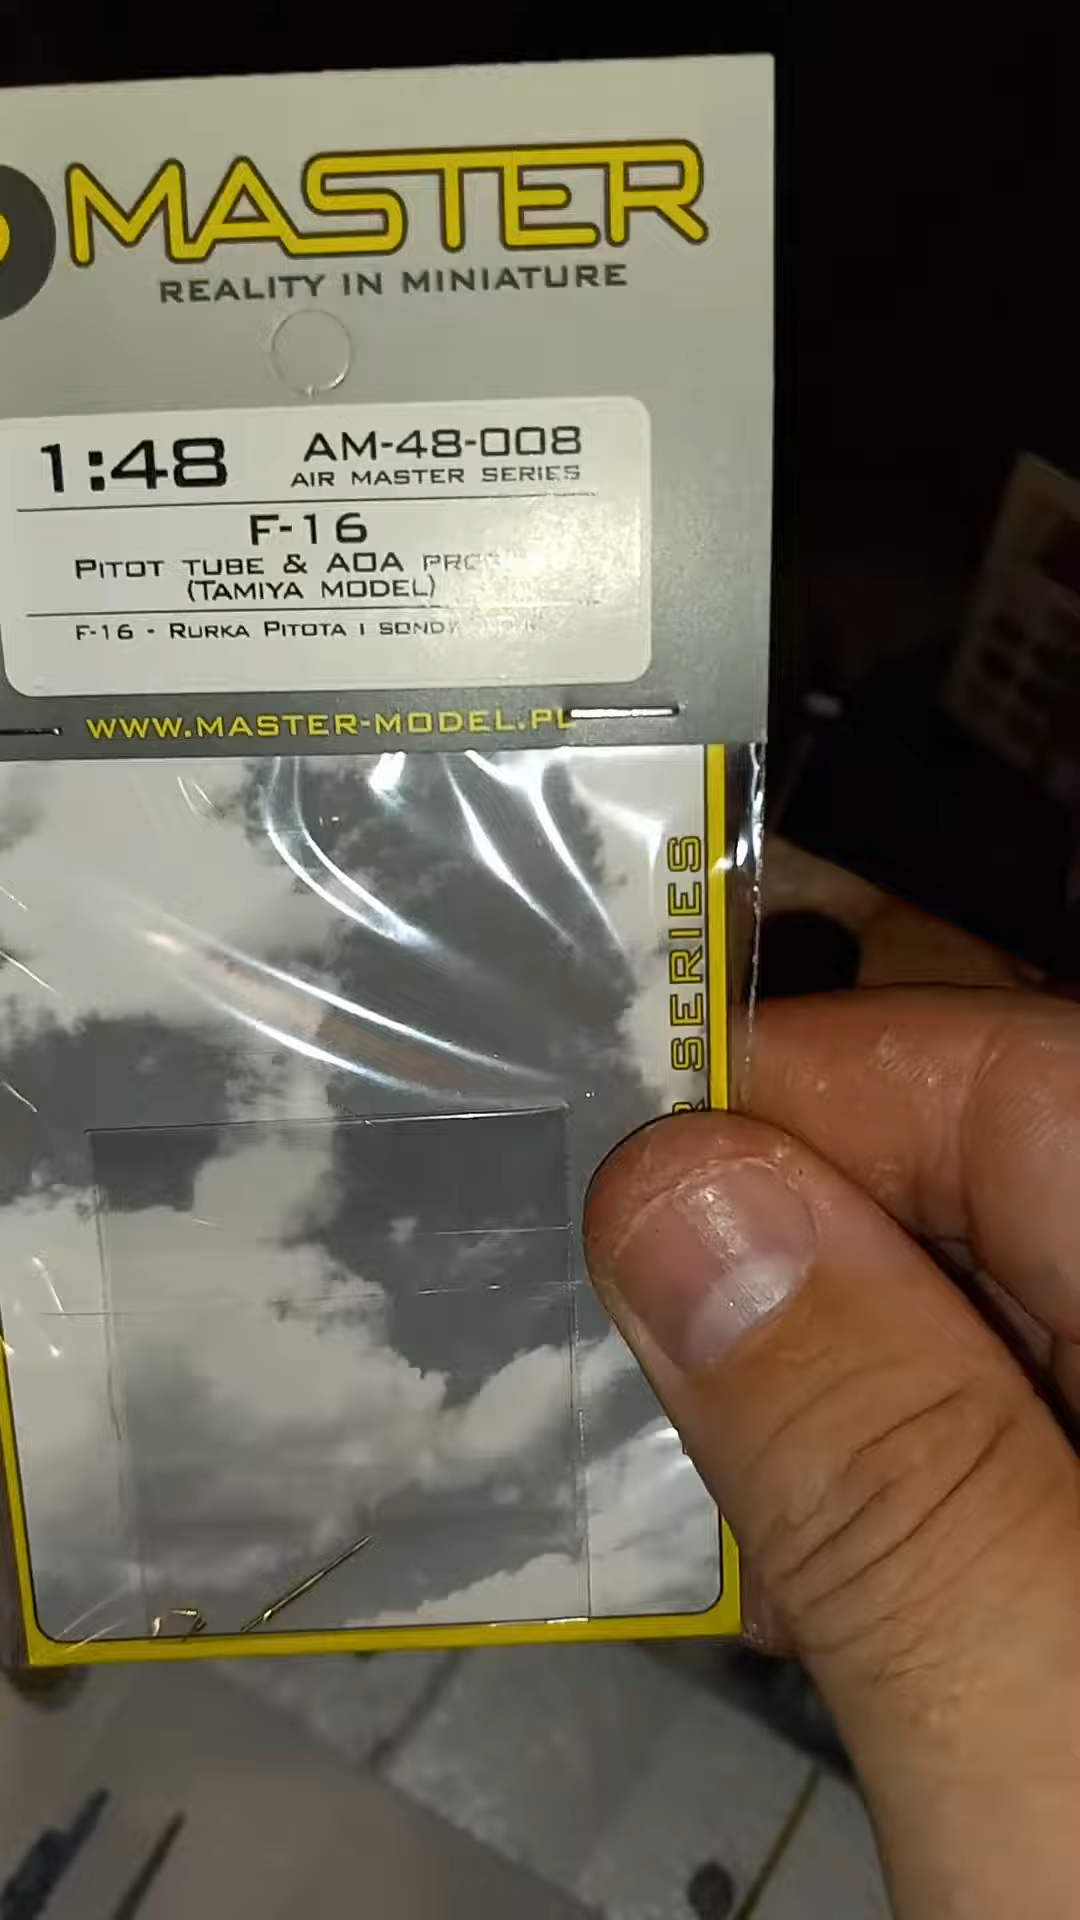 MASTER
REALITY IN MINIATURE
1:48 AM-48-008
AIR MASTER SERIES
F-16
PITOT TUBE & AOA
(TAMIYA MODEL)
F-16 - RURKA PITOTA I
WWW.MASTER-MODEL.PL
SERIES